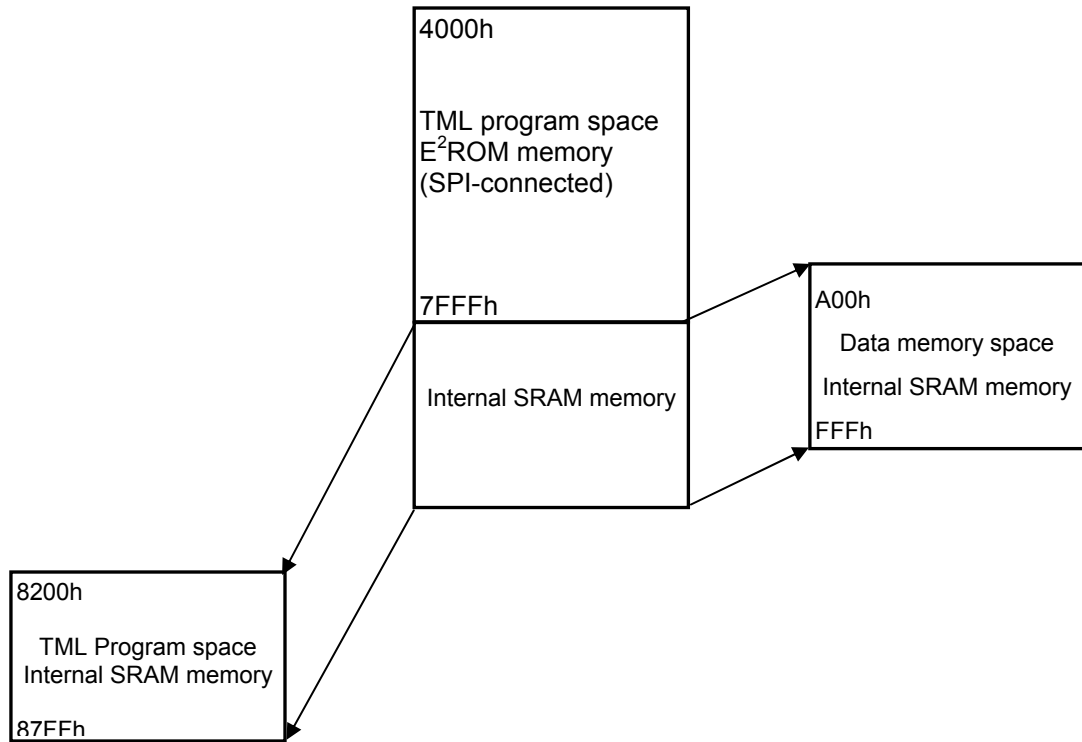 4000h
TML program space
E²ROM memory
(SPI-connected)
7FFFh
Internal SRAM memory
A00h
Data memory space
Internal SRAM memory
FFFh
8200h
TML Program space
Internal SRAM memory
87FFh